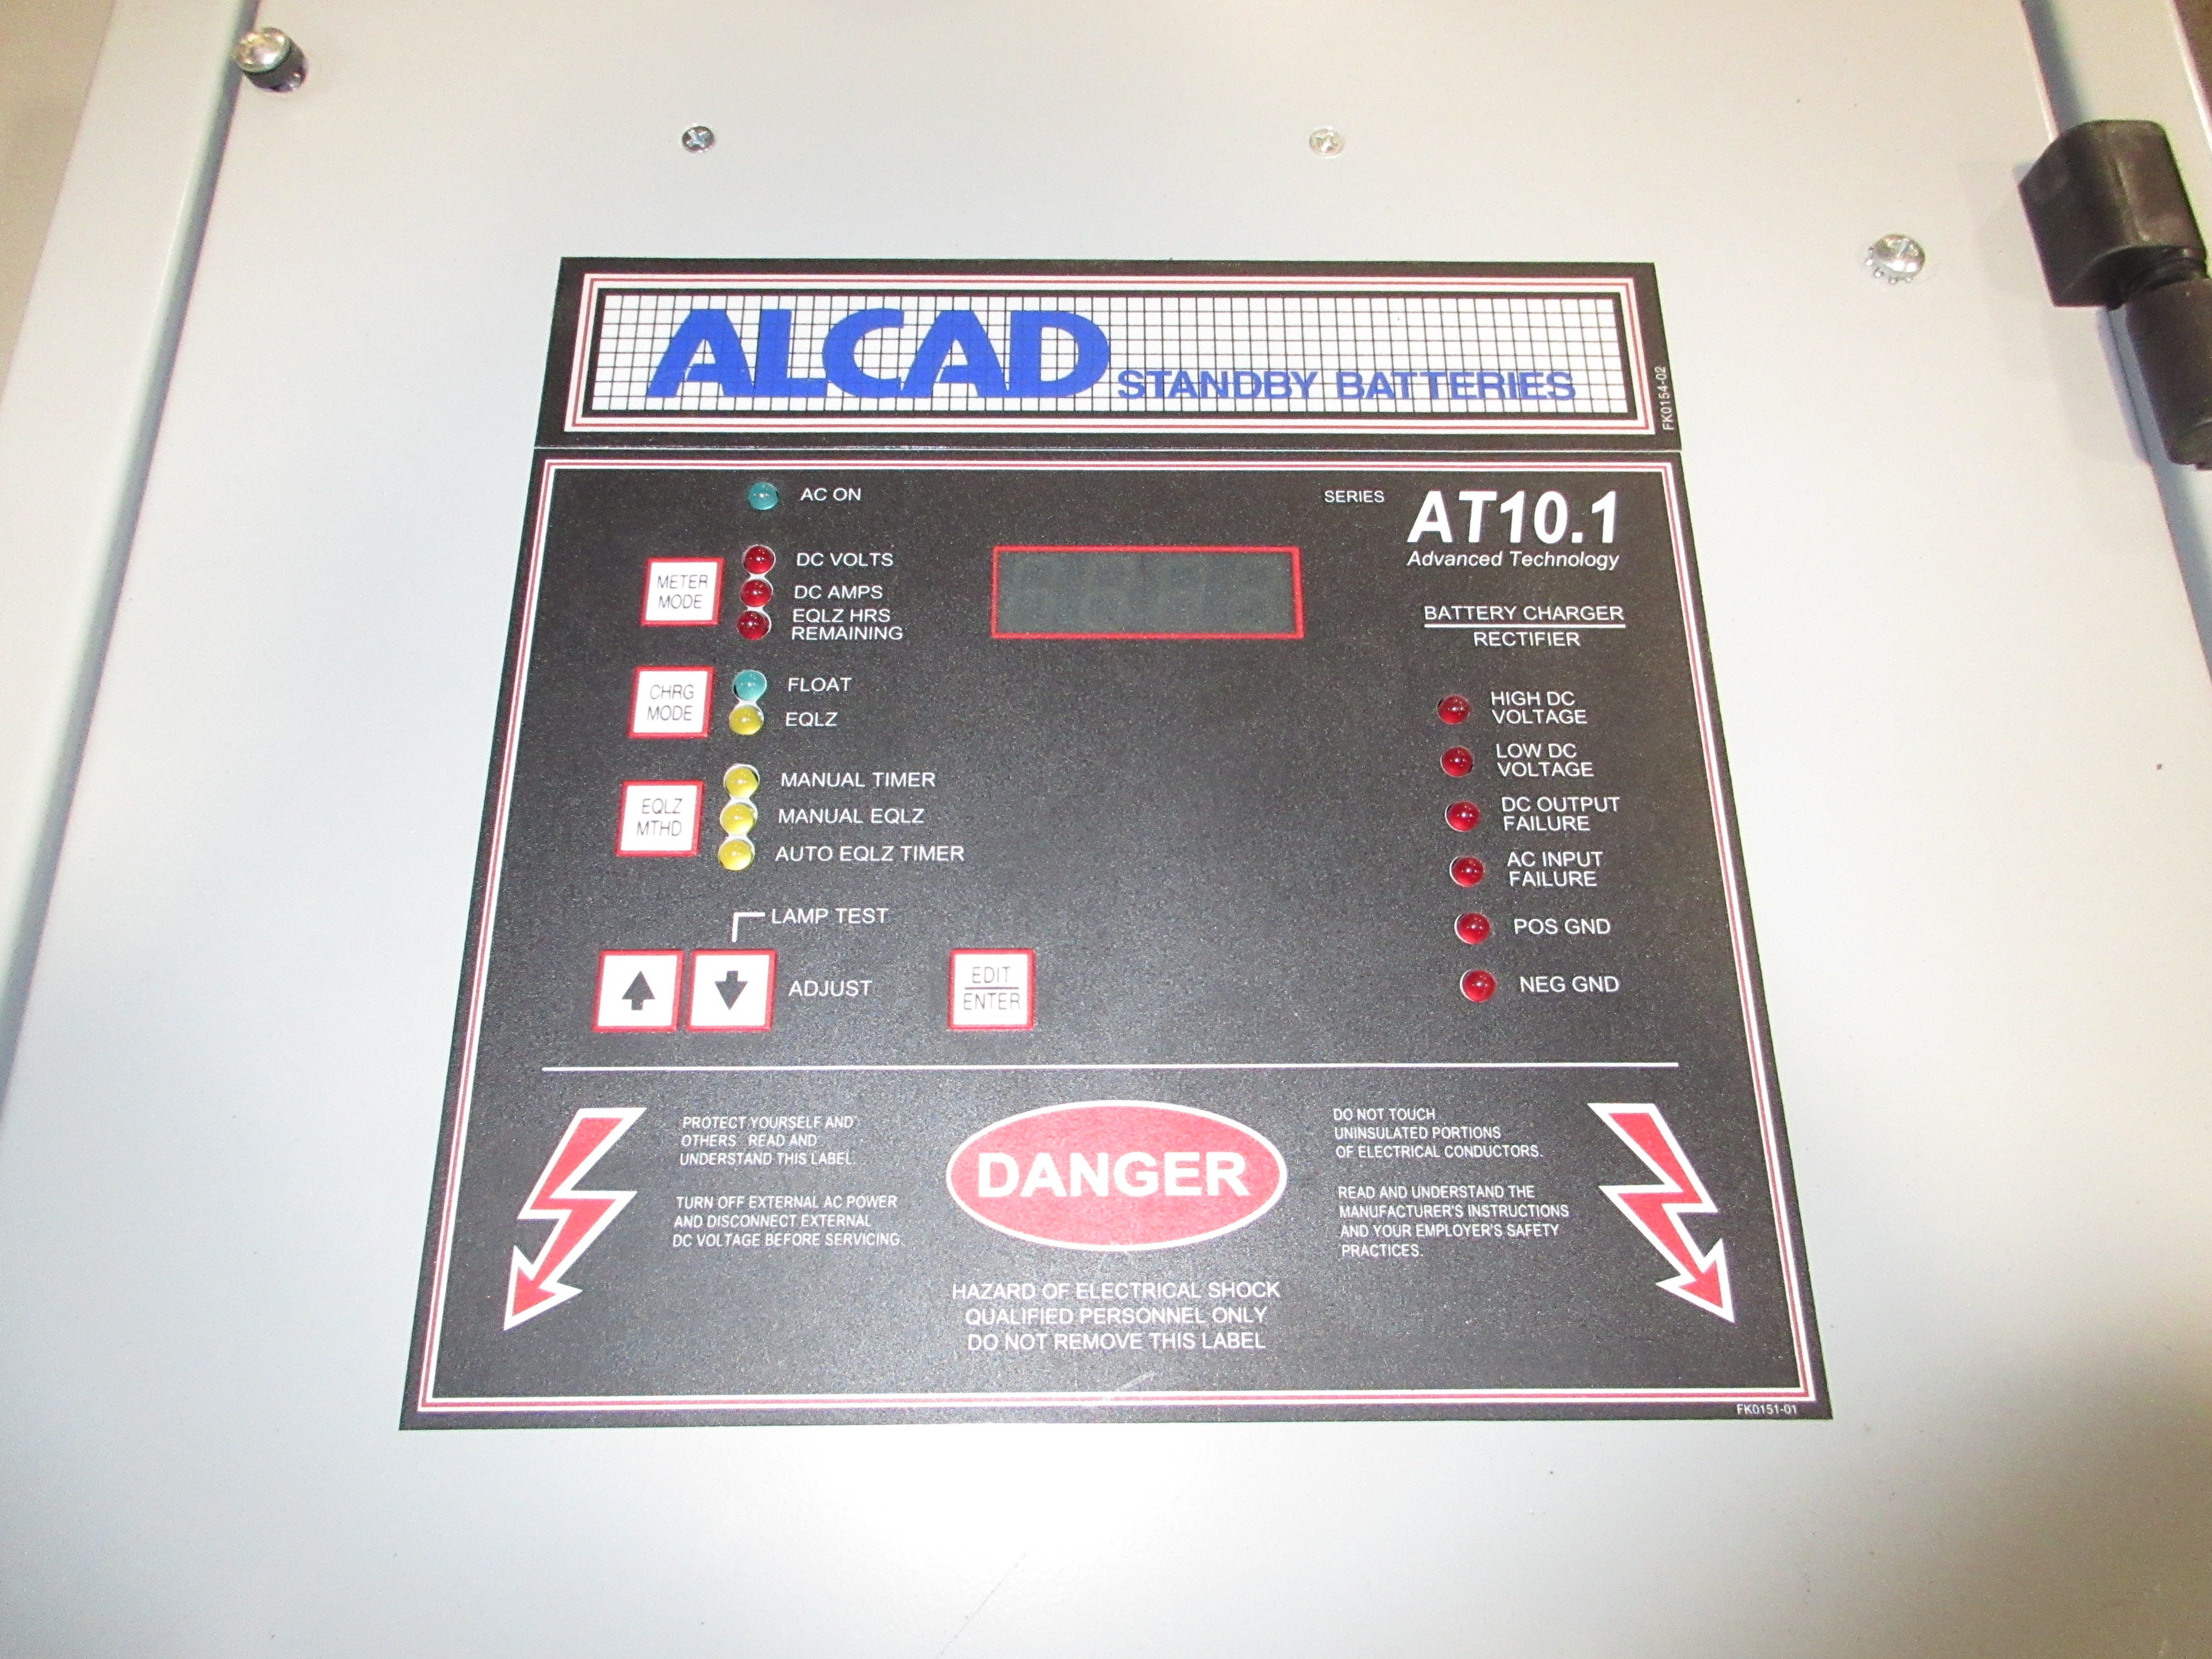 ALCAD STANDBY BATTERIES
FK0154-02
AC ON
METER
MODE
DC VOLTS
DC AMPS
EQLZ HRS
REMAINING
CHRG
MODE
FLOAT
EQLZ
EQLZ
MTHD
MANUAL TIMER
MANUAL EQLZ
AUTO EQLZ TIMER
LAMP TEST
ADJUST
EDIT
ENTER
SERIES AT10.1
Advanced Technology
BATTERY CHARGER
RECTIFIER
HIGH DC
VOLTAGE
LOW DC
VOLTAGE
DC OUTPUT
FAILURE
AC INPUT
FAILURE
POS GND
NEG GND
PROTECT YOURSELF AND
OTHERS READ AND
UNDERSTAND THIS LABEL.
TURN OFF EXTERNAL AC POWER
AND DISCONNECT EXTERNAL
DC VOLTAGE BEFORE SERVICING.
DANGER
HAZARD OF ELECTRICAL SHOCK
QUALIFIED PERSONNEL ONLY
DO NOT REMOVE THIS LABEL
DO NOT TOUCH
UNINSULATED PORTIONS
OF ELECTRICAL CONDUCTORS.
READ AND UNDERSTAND THE
MANUFACTURER'S INSTRUCTIONS
AND YOUR EMPLOYER'S SAFETY
PRACTICES.
FK0151-01